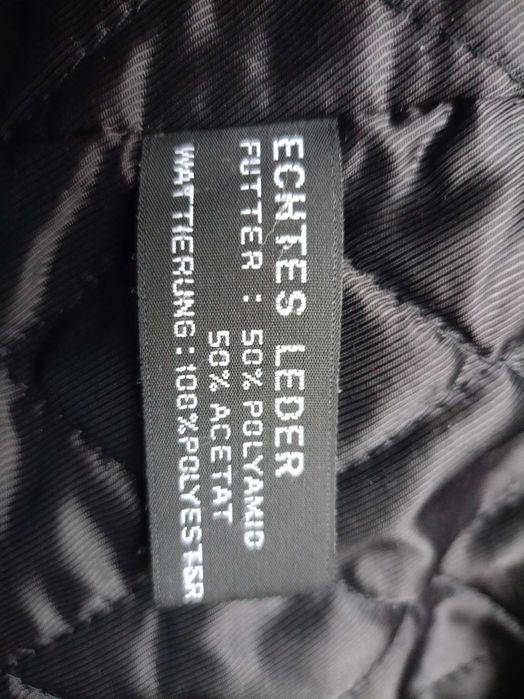 ECHTES LEDER
FUTTER : 50% POLYAMID
50% ACETAT
WATTIERUNG : 100% POLYESTER